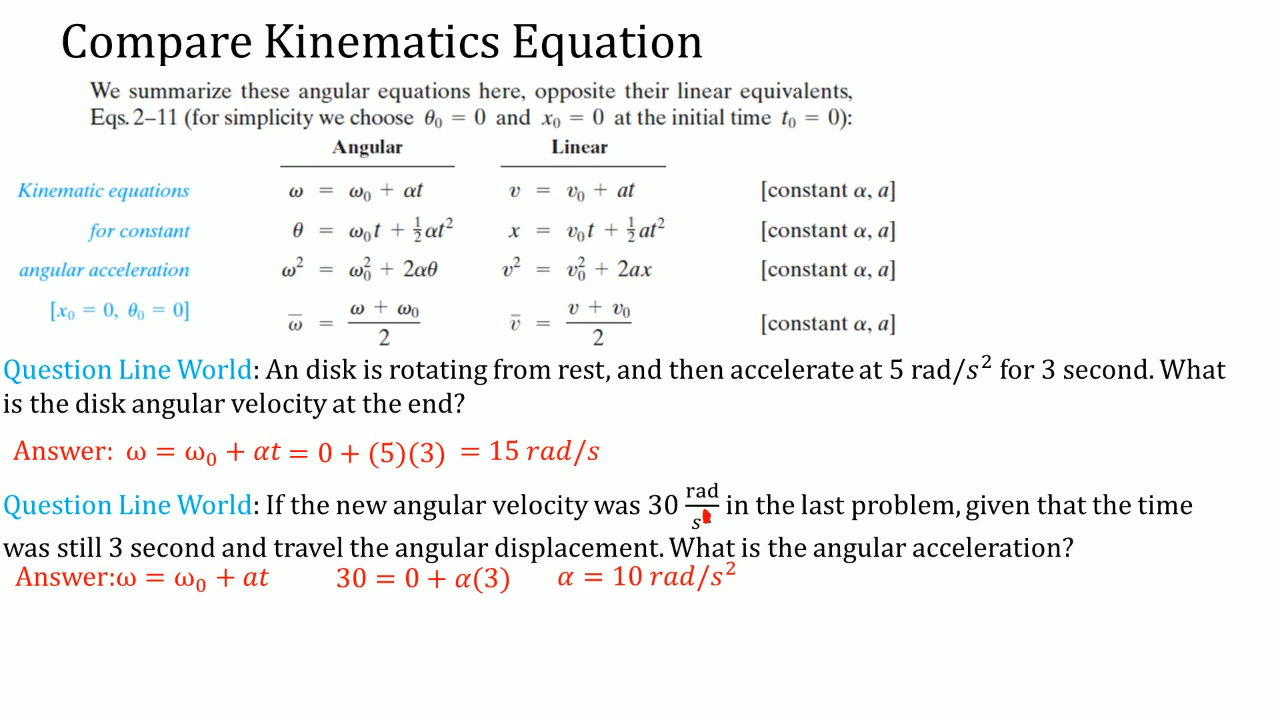 Compare Kinematics Equation
We summarize these angular equations here, opposite their linear equivalents,
Eqs. 2–11 (for simplicity we choose θ₀ = 0 and x₀ = 0 at the initial time t₀ = 0):
Angular Linear
Kinematic equations ω = ω₀ + αt v = v₀ + at [constant α, a]
for constant θ = ω₀t + ½αt² x = v₀t + ½at² [constant α, a]
angular acceleration ω² = ω₀² + 2αθ v² = v₀² + 2ax [constant α, a]
[x₀ = 0, θ₀ = 0] ω̄ = (ω + ω₀)/2 v̄ = (v + v₀)/2 [constant α, a]
Question Line World: An disk is rotating from rest, and then accelerate at 5 rad/s² for 3 second. What
is the disk angular velocity at the end?
Answer: ω = ω₀ + αt = 0 + (5)(3) = 15 rad/s
Question Line World: If the new angular velocity was 30 rad/s in the last problem, given that the time
was still 3 second and travel the angular displacement. What is the angular acceleration?
Answer:ω = ω₀ + αt 30 = 0 + α(3) α = 10 rad/s²